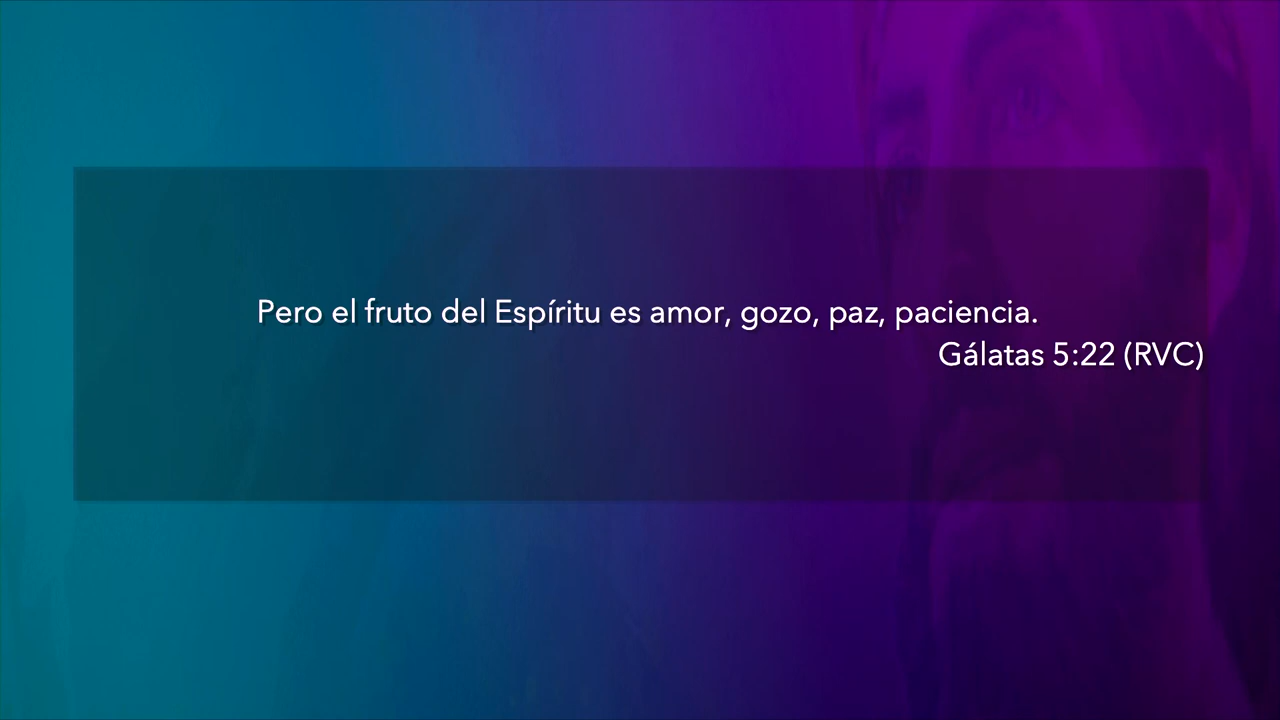 Pero el fruto del Espíritu es amor, gozo, paz, paciencia.
Gálatas 5:22 (RVC)